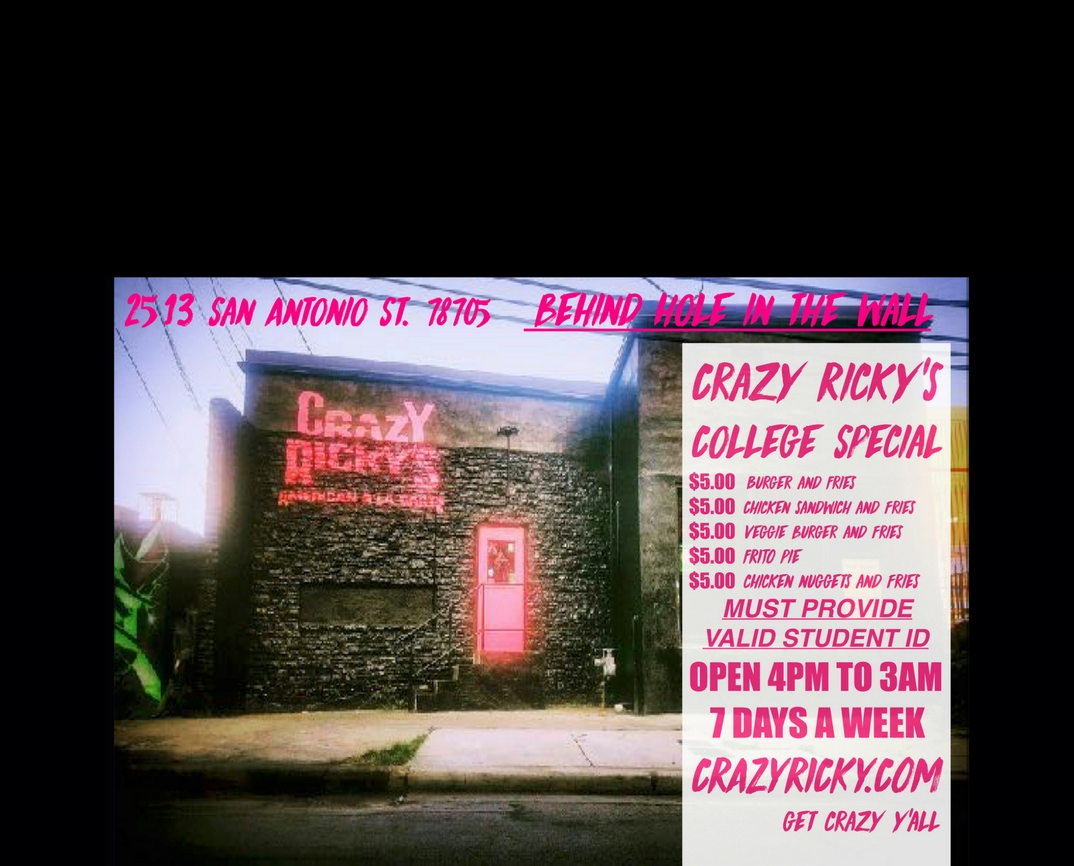 2513 SAN ANTONIO ST. 78705 BEHIND HOLE IN THE WALL
CRAZY
RICKY'S
CRAZY RICKY'S
COLLEGE SPECIAL
$5.00 BURGER AND FRIES
$5.00 CHICKEN SANDWICH AND FRIES
$5.00 VEGGIE BURGER AND FRIES
$5.00 FRITO PIE
$5.00 CHICKEN NUGGETS AND FRIES
MUST PROVIDE
VALID STUDENT ID
OPEN 4PM TO 3AM
7 DAYS A WEEK
CRAZYRICKY.COM
GET CRAZY Y'ALL